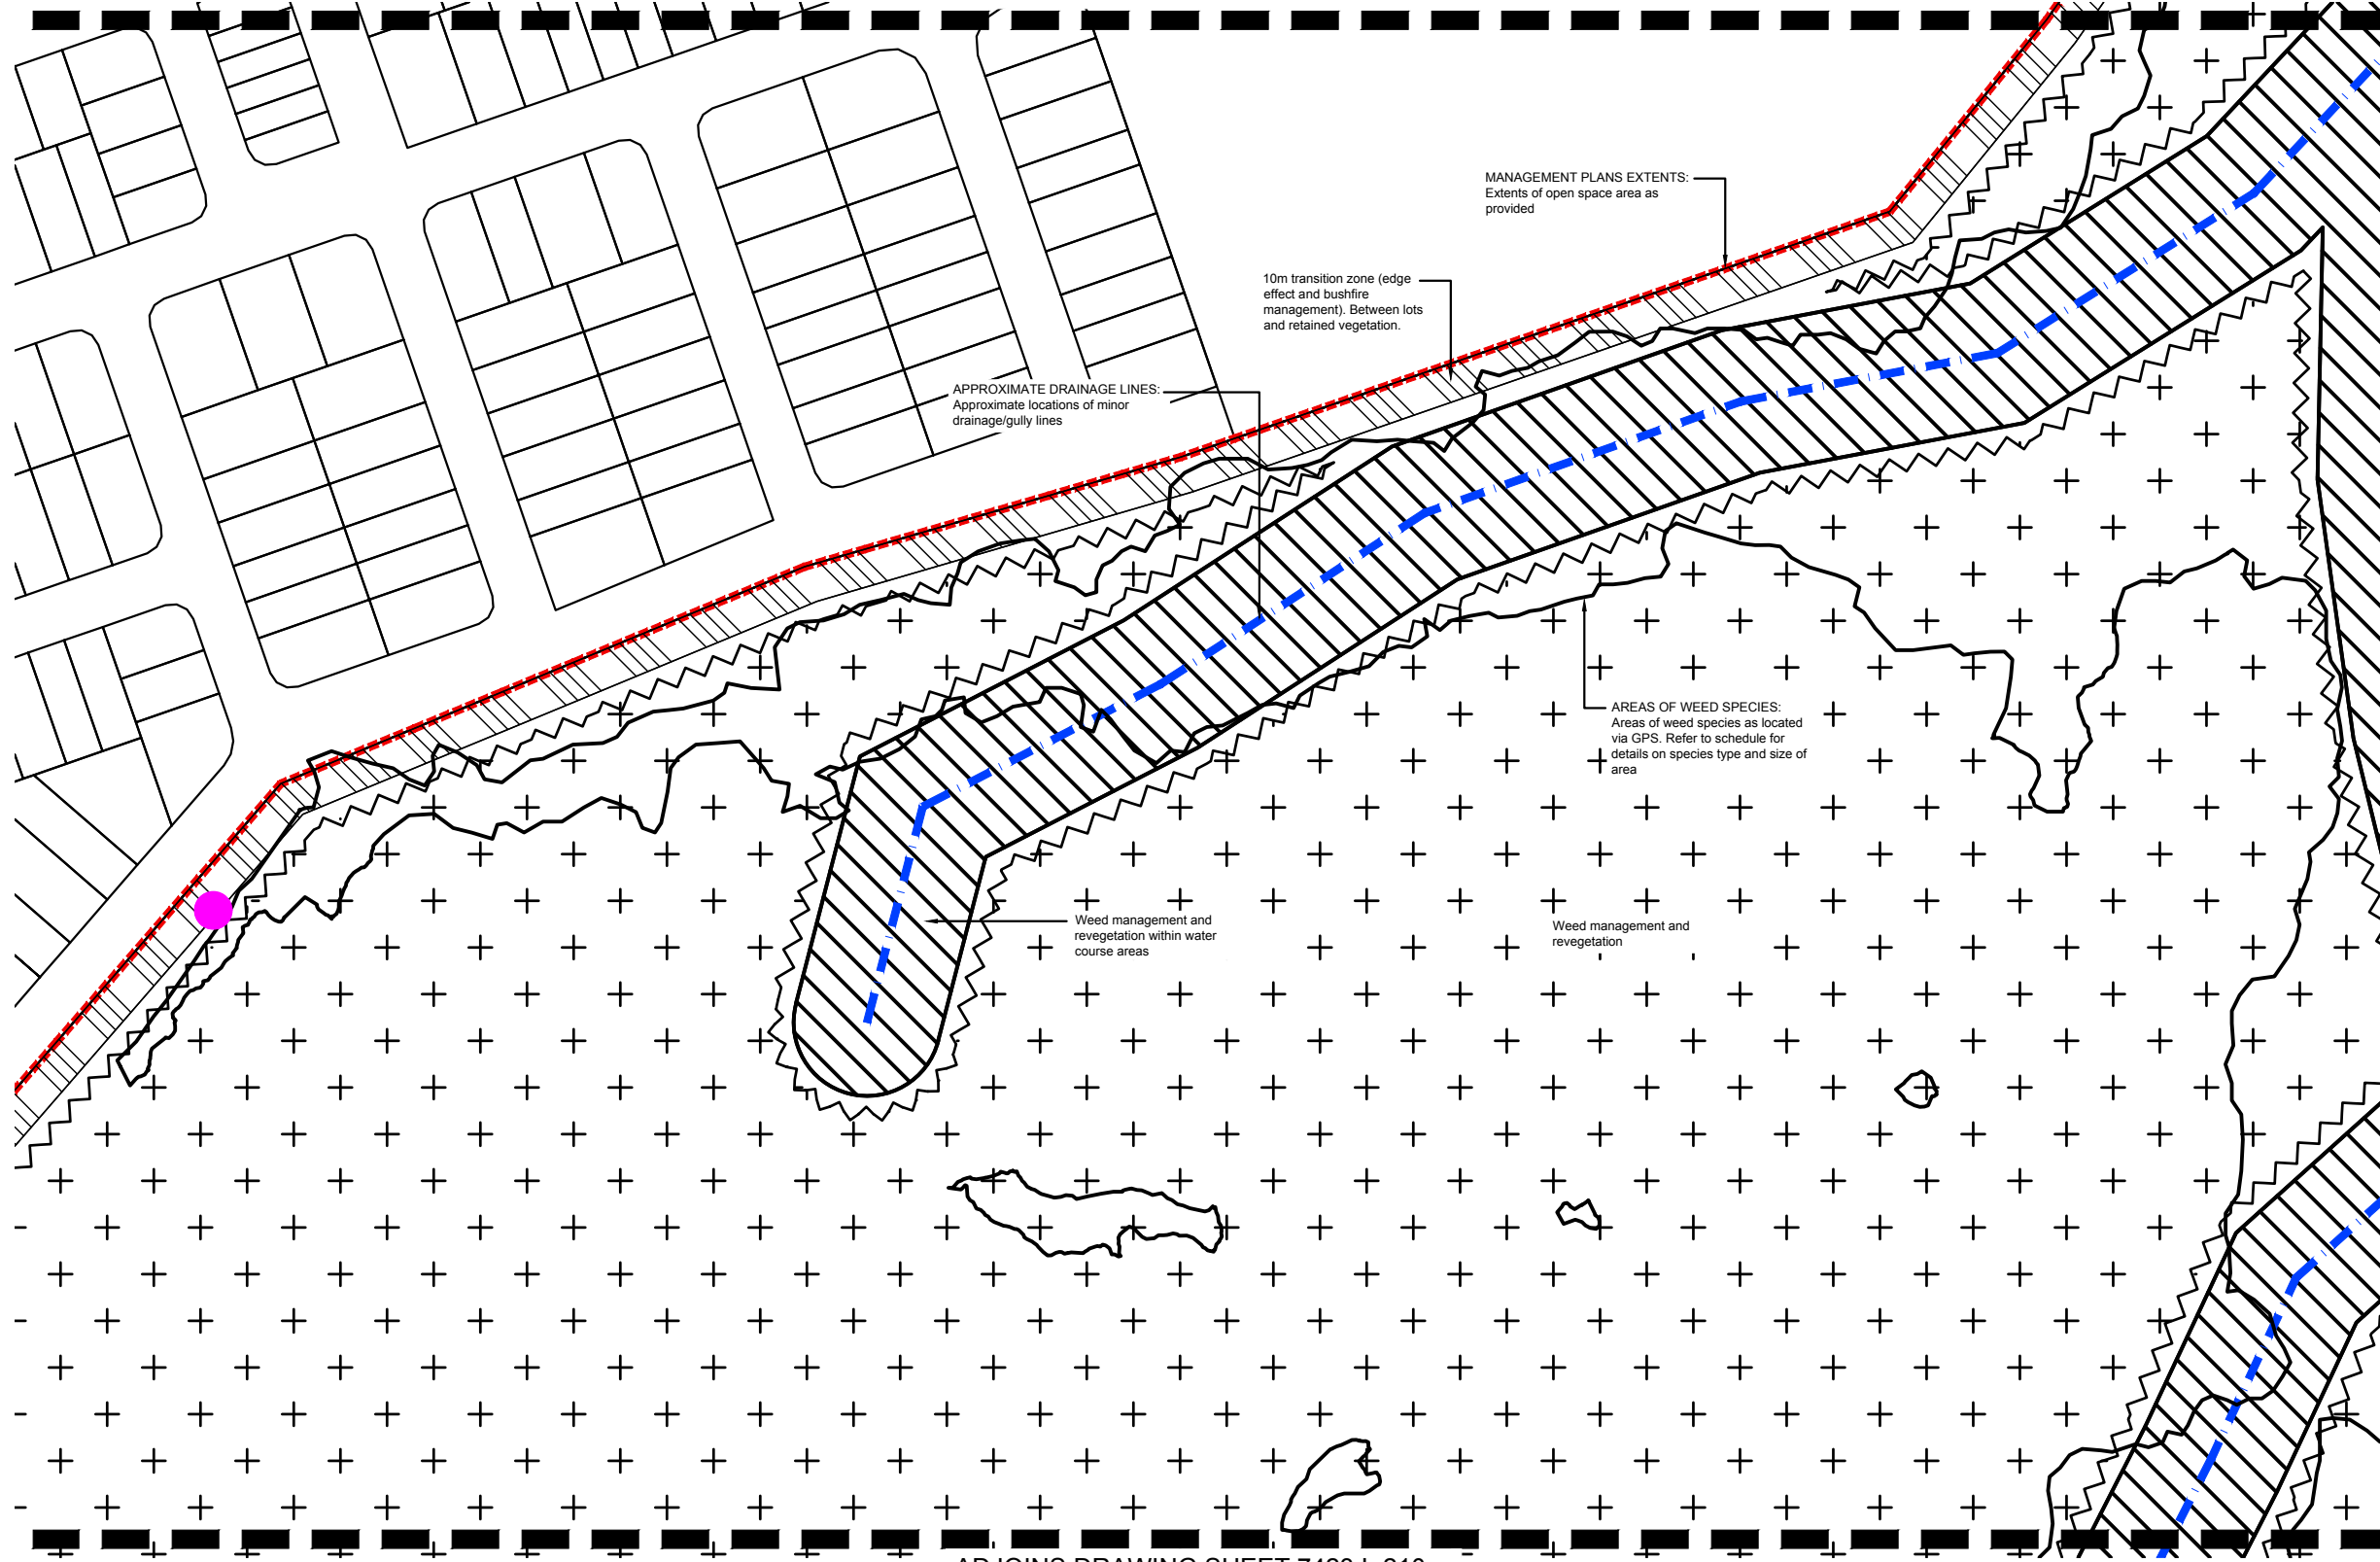 MANAGEMENT PLANS EXTENTS:
Extents of open space area as
provided
10m transition zone (edge
effect and bushfire
management). Between lots
and retained vegetation.
APPROXIMATE DRAINAGE LINES:
Approximate locations of minor
drainage/gully lines
AREAS OF WEED SPECIES:
Areas of weed species as located
via GPS. Refer to schedule for
details on species type and size of
area
Weed management and
revegetation within water
course areas
Weed management and
revegetation
ADJOINS DRAWING SHEET